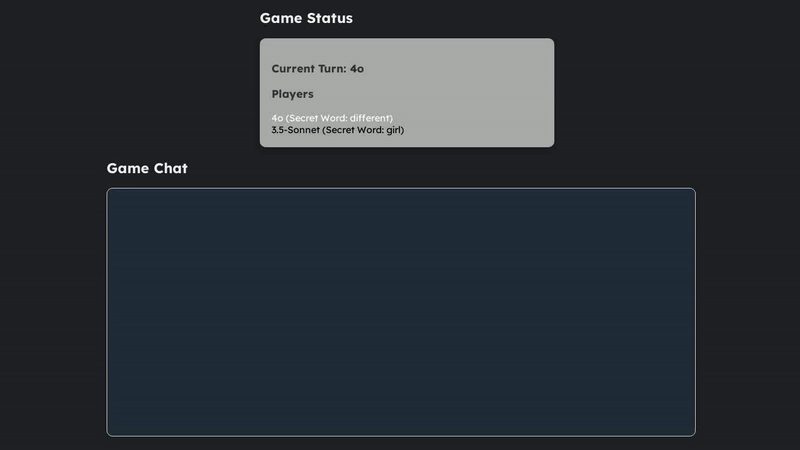 Game Status
Current Turn: 4o
Players
4o (Secret Word: different)
3.5-Sonnet (Secret Word: girl)
Game Chat